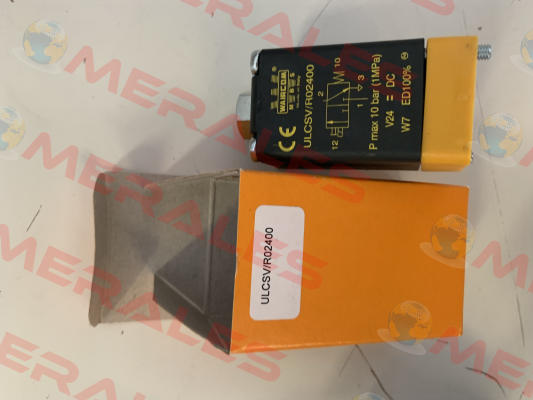 WAIRCOM
CE
ULCSV/R02400
12
2
10
1
3
P max 10 bar (1MPa)
V24 = DC
W7 ED100%
ULCSV/R02400
MERALES
MERALES
MERALES
MERALES